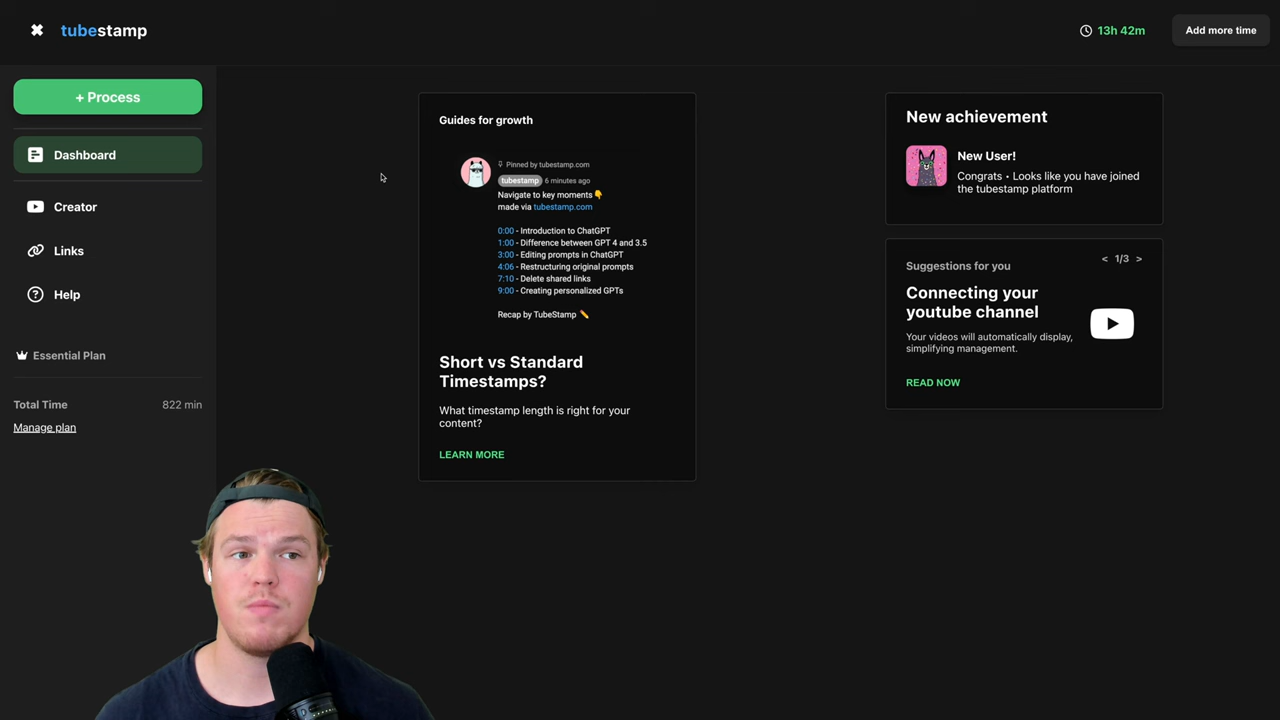 tubestamp
13h 42m
Add more time
+ Process
Dashboard
Creator
Links
Help
Essential Plan
Total Time 822 min
Manage plan
Guides for growth
Pinned by tubestamp.com
tubestamp 6 minutes ago
Navigate to key moments👇
made via tubestamp.com
0:00 - Introduction to ChatGPT
1:00 - Difference between GPT 4 and 3.5
3:00 - Editing prompts in ChatGPT
4:06 - Restructuring original prompts
7:10 - Delete shared links
9:00 - Creating personalized GPTs
Recap by TubeStamp ✏️
Short vs Standard
Timestamps?
What timestamp length is right for your
content?
LEARN MORE
New achievement
New User!
Congrats • Looks like you have joined
the tubestamp platform
< 1/3 >
Suggestions for you
Connecting your
youtube channel
Your videos will automatically display,
simplifying management.
READ NOW